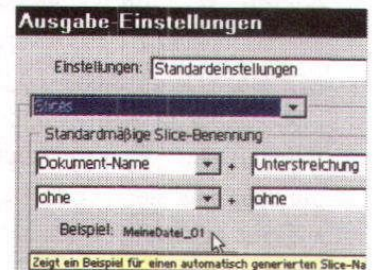 Ausgabe-Einstellungen
Einstellungen: Standardeinstellungen
Slices
Standardmäßige Slice-Benennung
Dokument-Name + Unterstreichung
ohne + ohne
Beispiel: MeineDatei_01
Zeigt ein Beispiel für einen automatisch generierten Slice-Na